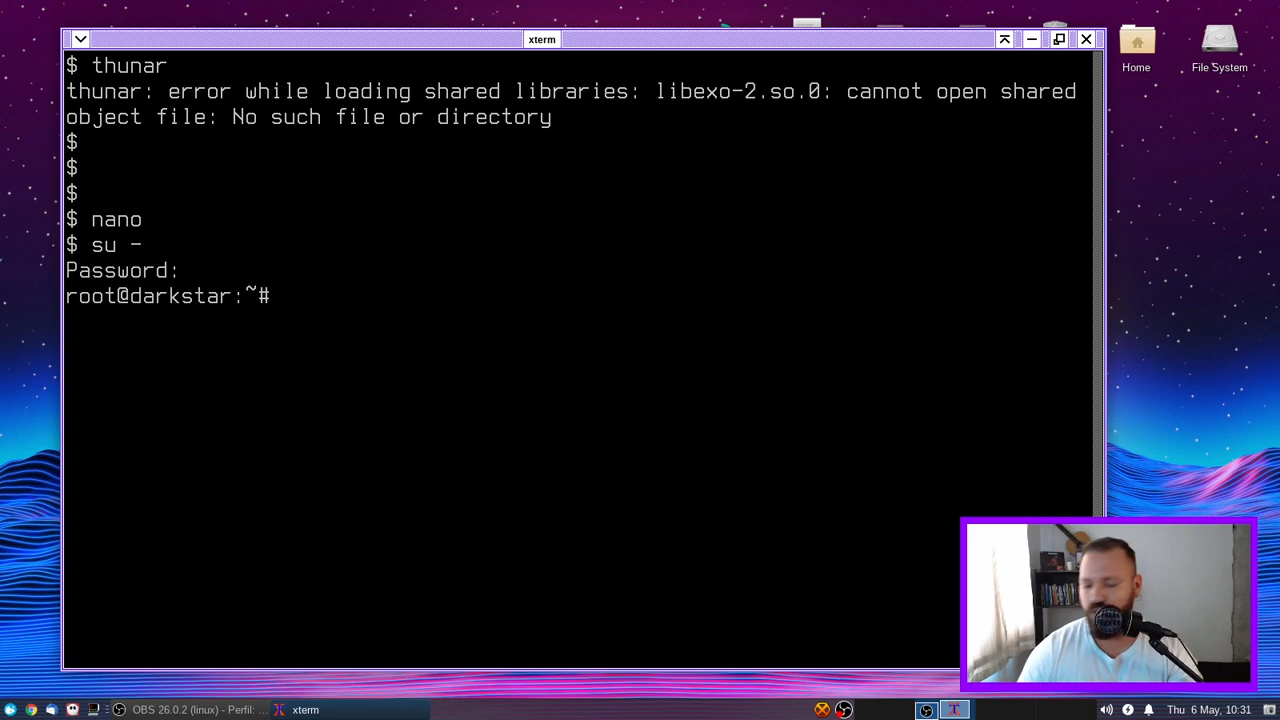 xterm
Home
File System
$ thunar
thunar: error while loading shared libraries: libexo-2.so.0: cannot open shared
object file: No such file or directory
$
$
$
$ nano
$ su -
Password:
root@darkstar:~#
OBS 26.0.2 (linux) - Perfil: ...
xterm
Thu 6 May, 10:31